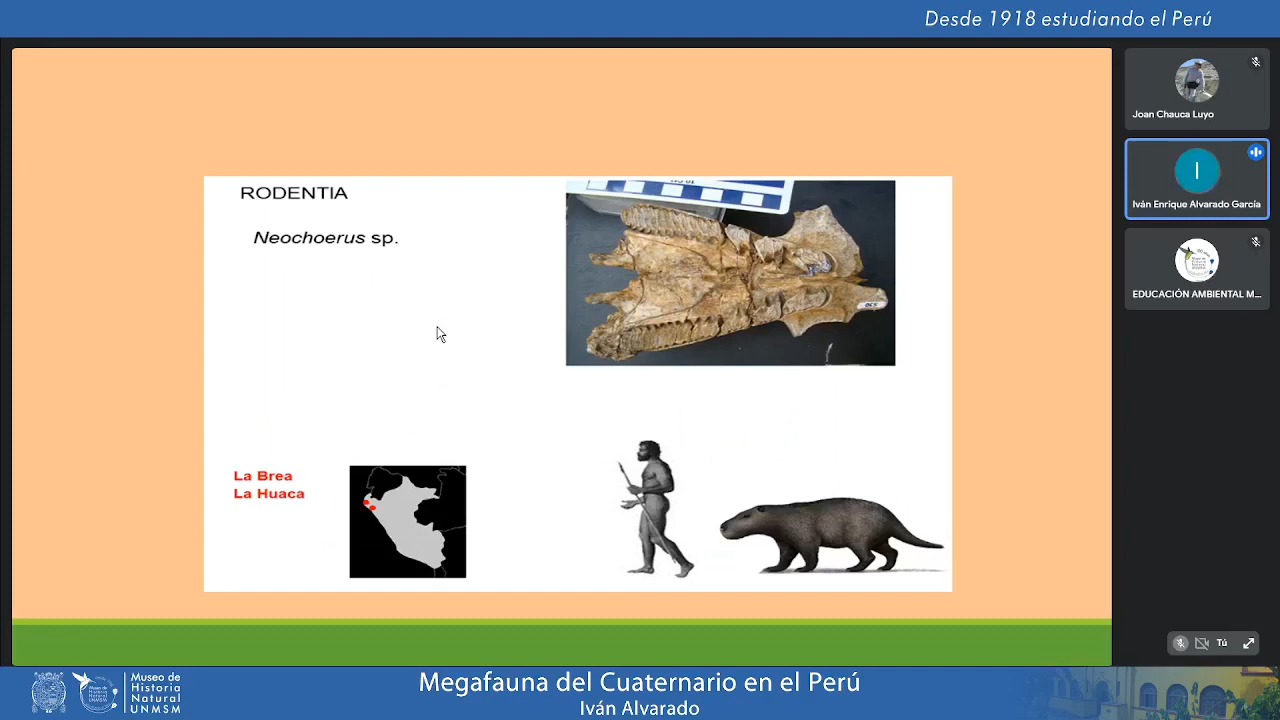 Desde 1918 estudiando el Perú
RODENTIA
Neochoerus sp.
055
La Brea
La Huaca
Joan Chauca Luyo
I
Iván Enrique Alvarado García
EDUCACIÓN AMBIENTAL M...
Tú
Museo de
Historia
Natural
UNMSM
Megafauna del Cuaternario en el Perú
Iván Alvarado